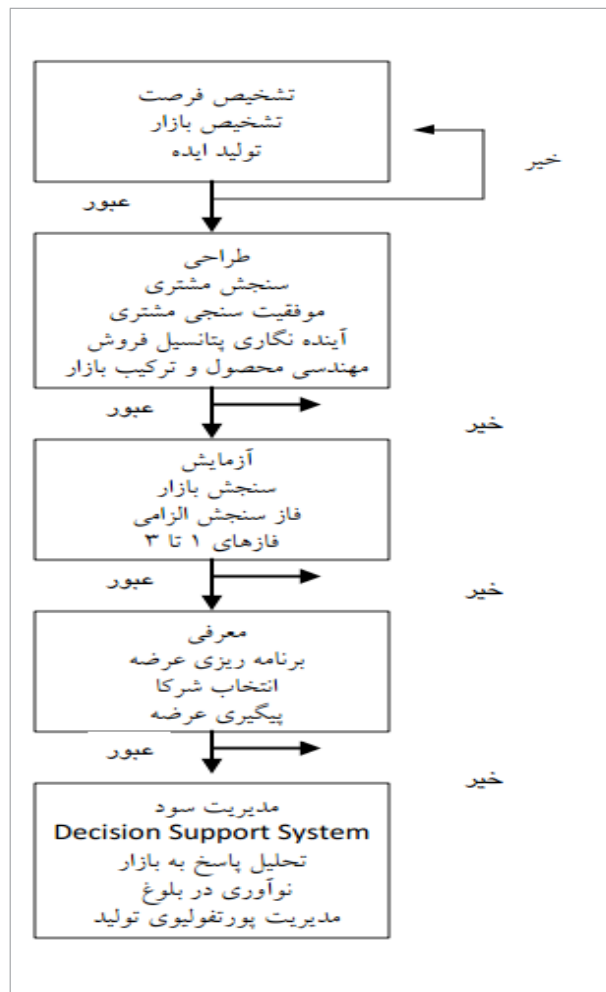 تشخیص فرصت
تشخیص بازار
تولید ایده
خیر
عبور
طراحی
سنجش مشتری
موفقیت سنجی مشتری
آینده نگاری پتانسیل فروش
مهندسی محصول و ترکیب بازار
عبور
خیر
آزمایش
سنجش بازار
فاز سنجش الزامی
فازهای ۱ تا ۳
عبور
خیر
معرفی
برنامه ریزی عرضه
انتخاب شرکا
پیگیری عرضه
عبور
خیر
مدیریت سود
Decision Support System
تحلیل پاسخ به بازار
نوآوری در بلوغ
مدیریت پورتفولیوی تولید